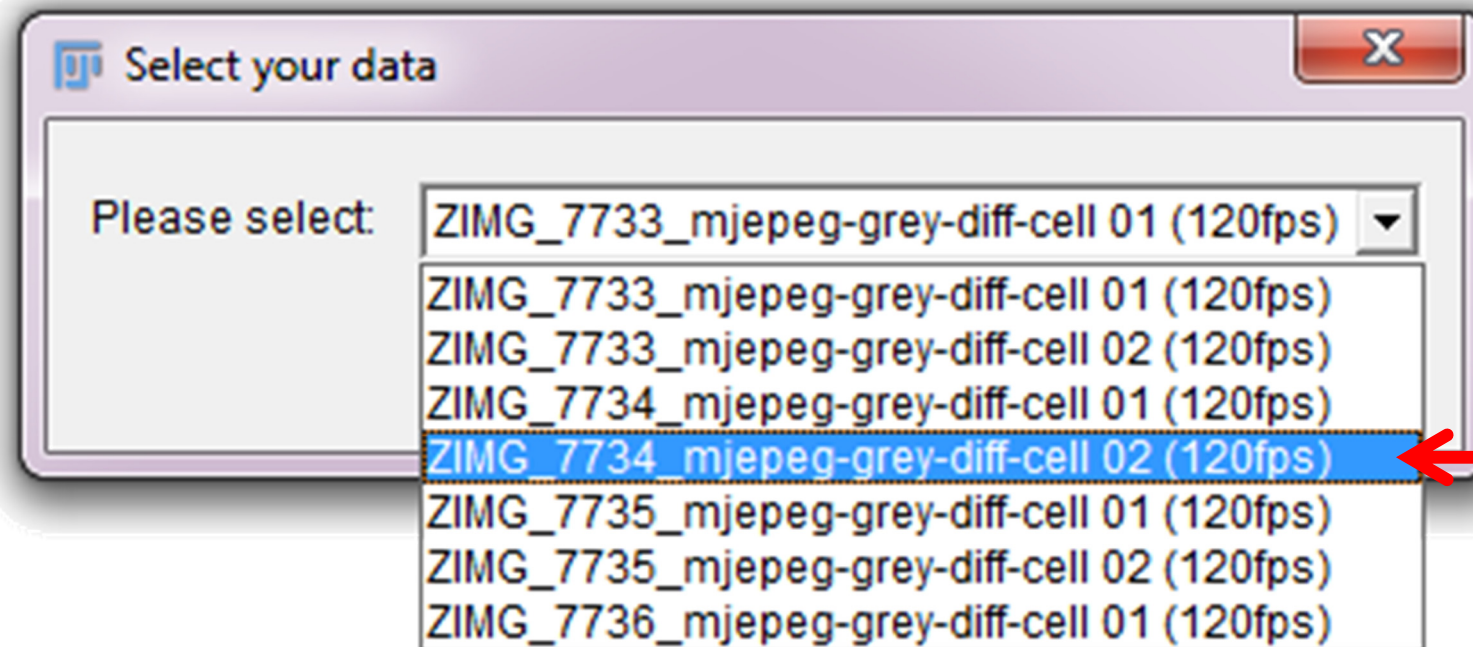 Select your data
Please select: ZIMG_7733_mjepeg-grey-diff-cell 01 (120fps)
ZIMG_7733_mjepeg-grey-diff-cell 01 (120fps)
ZIMG_7733_mjepeg-grey-diff-cell 02 (120fps)
ZIMG_7734_mjepeg-grey-diff-cell 01 (120fps)
ZIMG_7734_mjepeg-grey-diff-cell 02 (120fps)
ZIMG_7735_mjepeg-grey-diff-cell 01 (120fps)
ZIMG_7735_mjepeg-grey-diff-cell 02 (120fps)
ZIMG_7736_mjepeg-grey-diff-cell 01 (120fps)